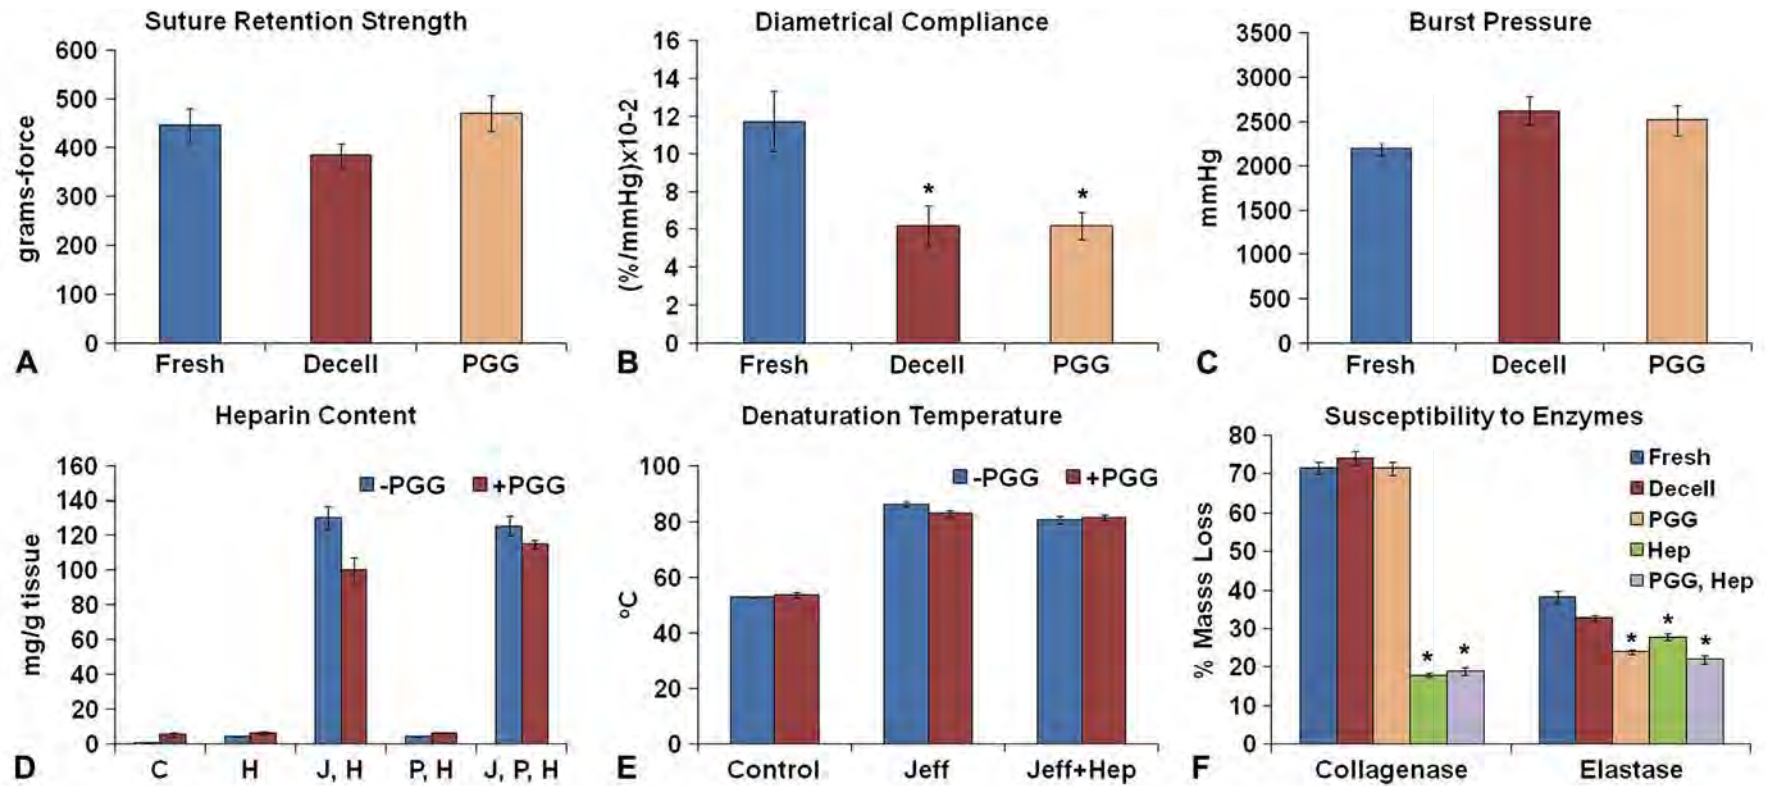 Suture Retention Strength
600
500
400
300
200
100
0
grams-force
Fresh Decell PGG
A
Diametrical Compliance
16
14
12
10
8
6
4
2
0
(%/mmHg)x10-2
* *
Fresh Decell PGG
B
Burst Pressure
3500
3000
2500
2000
1500
1000
500
0
mmHg
Fresh Decell PGG
C
Heparin Content
160
140
120
100
80
60
40
20
0
mg/g tissue
-PGG +PGG
C H J, H P, H J, P, H
D
Denaturation Temperature
100
80
60
40
20
0
ºC
-PGG +PGG
Control Jeff Jeff+Hep
E
Susceptibility to Enzymes
80
70
60
50
40
30
20
10
0
% Masss Loss
Fresh
Decell
PGG
Hep
PGG, Hep
* * * * *
Collagenase Elastase
F